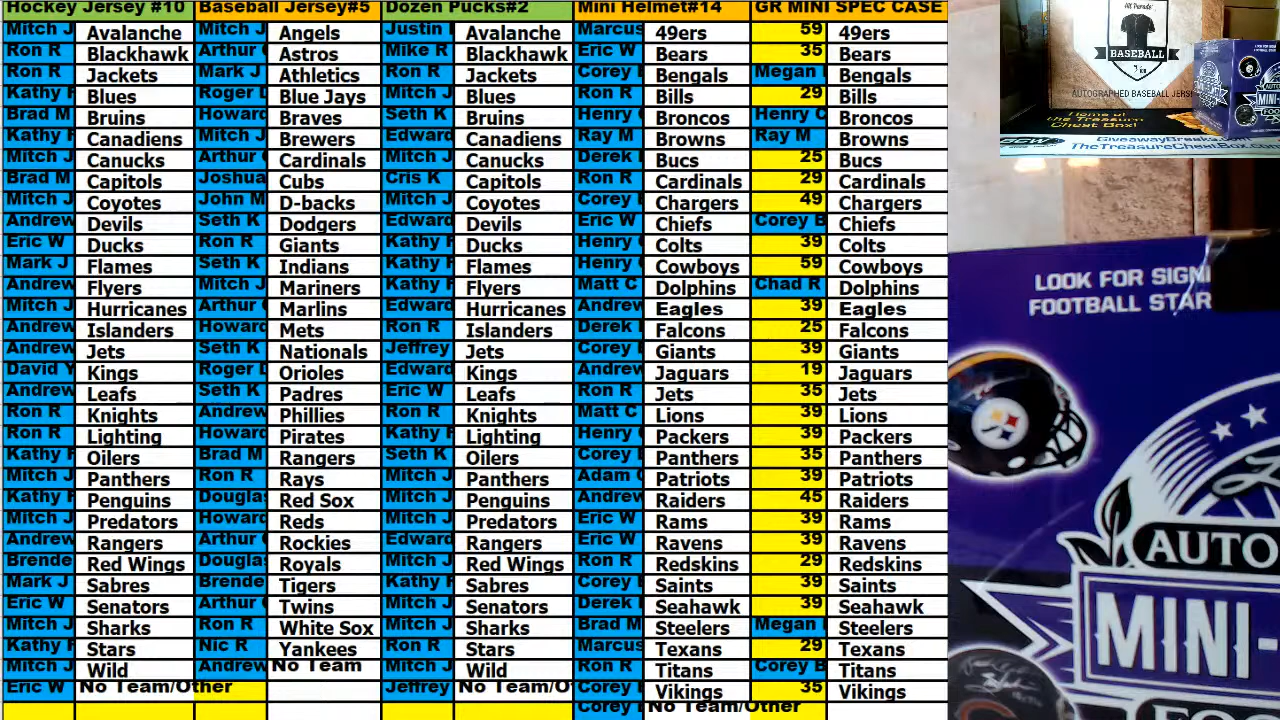 Hockey Jersey #10 Baseball Jersey#5 Dozen Pucks#2 Mini Helmet#14 GR MINI SPEC CASE
Mitch J Avalanche Mitch J Angels Justin Avalanche Marcus 49ers 59 49ers
Ron R Blackhawk Arthur Astros Mike R Blackhawk Eric W Bears 35 Bears
Ron R Jackets Mark J Athletics Ron R Jackets Corey Bengals Megan Bengals
Kathy Blues Roger Blue Jays Mitch J Blues Ron R Bills 29 Bills
Brad M Bruins Howard Braves Seth K Bruins Henry Broncos Henry C Broncos
Kathy Canadiens Mitch J Brewers Edward Canadiens Ray M Browns Ray M Browns
Mitch J Canucks Arthur Cardinals Mitch J Canucks Derek Bucs 25 Bucs
Brad M Capitols Joshua Cubs Cris K Capitols Ron R Cardinals 29 Cardinals
Mitch J Coyotes John M D-backs Mitch J Coyotes Corey Chargers 49 Chargers
Andrew Devils Seth K Dodgers Edward Devils Eric W Chiefs Corey B Chiefs
Eric W Ducks Ron R Giants Kathy Ducks Henry Colts 39 Colts
Mark J Flames Seth K Indians Kathy Flames Henry Cowboys 59 Cowboys
Andrew Flyers Mitch J Mariners Kathy Flyers Matt C Dolphins Chad R Dolphins
Mitch J Hurricanes Arthur Marlins Edward Hurricanes Andrew Eagles 39 Eagles
Andrew Islanders Howard Mets Ron R Islanders Derek Falcons 25 Falcons
Andrew Jets Seth K Nationals Jeffrey Jets Corey Giants 39 Giants
David Y Kings Roger Orioles Edward Kings Andrew Jaguars 19 Jaguars
Andrew Leafs Seth K Padres Eric W Leafs Ron R Jets 35 Jets
Ron R Knights Andrew Phillies Ron R Knights Matt C Lions 39 Lions
Ron R Lighting Howard Pirates Kathy Lighting Henry Packers 39 Packers
Kathy Oilers Brad M Rangers Seth K Oilers Corey Panthers 35 Panthers
Mitch J Panthers Ron R Rays Mitch J Panthers Adam Patriots 39 Patriots
Kathy Penguins Douglas Red Sox Mitch J Penguins Andrew Raiders 45 Raiders
Mitch J Predators Howard Reds Mitch J Predators Eric W Rams 39 Rams
Andrew Rangers Andrew Rockies Edward Rangers Eric W Ravens 39 Ravens
Brende Red Wings Douglas Royals Mitch J Red Wings Ron R Redskins 29 Redskins
Mark J Sabres Brende Tigers Kathy Sabres Corey Saints 39 Saints
Eric W Senators Arthur Twins Mitch J Senators Derek Seahawk 39 Seahawk
Mitch J Sharks Ron R White Sox Mitch J Sharks Brad M Steelers Megan Steelers
Kathy Stars Nic R Yankees Ron R Stars Marcus Texans 29 Texans
Mitch J Wild Andrew No Team Mitch J Wild Ron R Titans Corey B Titans
Eric W No Team/Other Jeffrey No Team/O Corey Vikings 35 Vikings
Corey No Team/Other
BASEBALL
AUTOGRAPHED BASEBALL JERSEY
Home of
the Treasure
Chest Box!
TheTreasureChestBox.com
LOOK FOR SIGN
FOOTBALL STAR
AUTO
MINI-
FOO